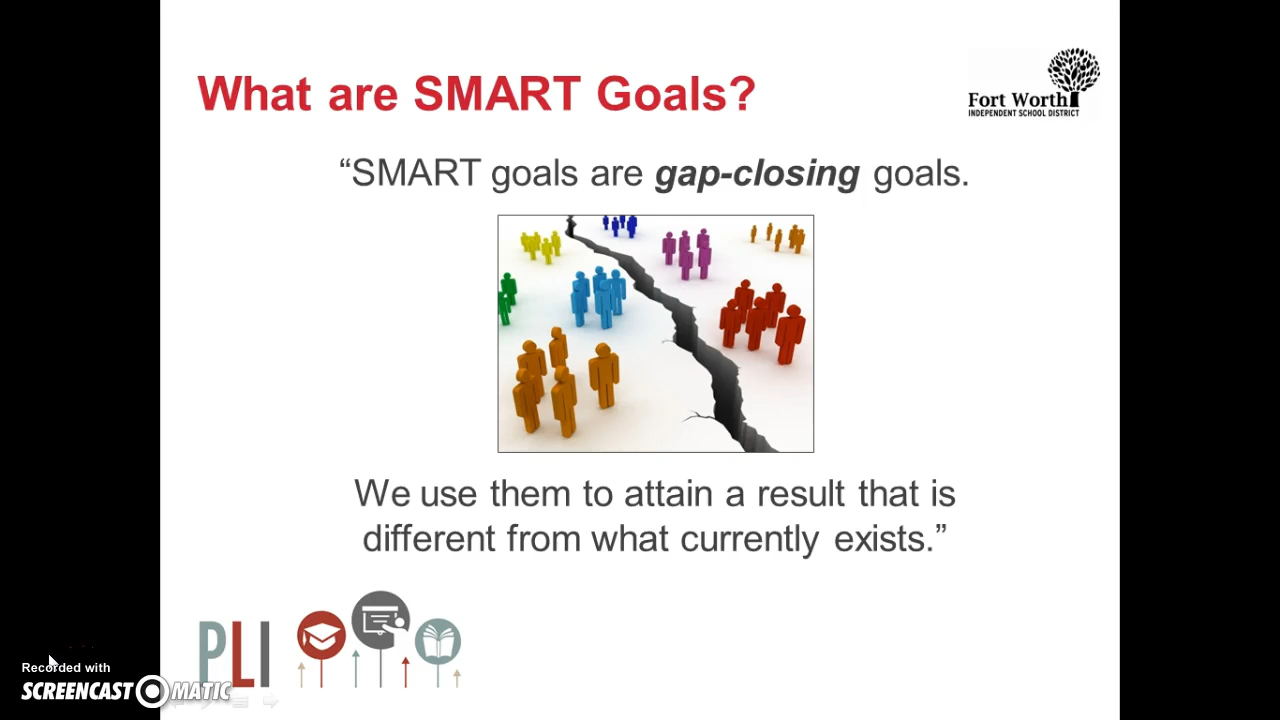 What are SMART Goals?
Fort Worth
INDEPENDENT SCHOOL DISTRICT
“SMART goals are gap-closing goals.
We use them to attain a result that is
different from what currently exists.”
PLI
Recorded with
SCREENCAST MATIC